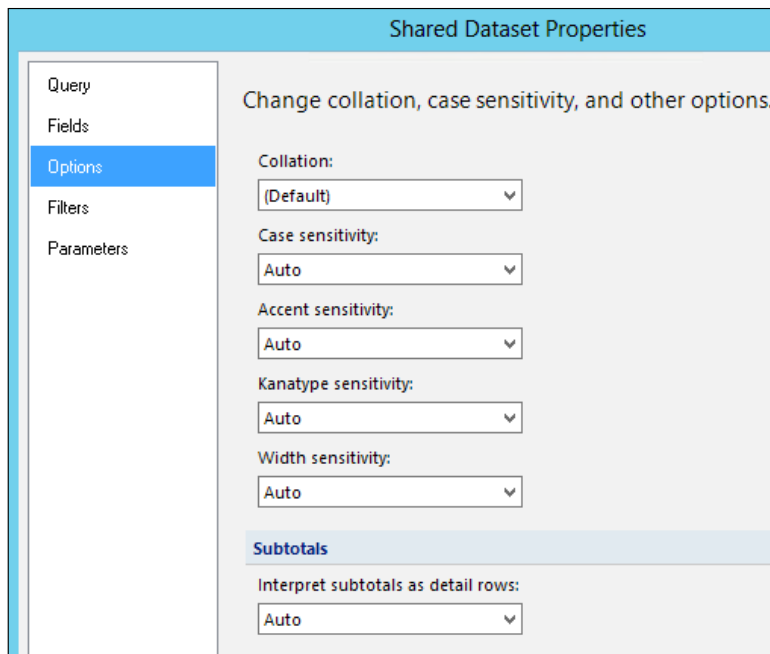 Shared Dataset Properties
Query
Fields
Options
Filters
Parameters
Change collation, case sensitivity, and other options.
Collation:
(Default)
Case sensitivity:
Auto
Accent sensitivity:
Auto
Kanatype sensitivity:
Auto
Width sensitivity:
Auto
Subtotals
Interpret subtotals as detail rows:
Auto